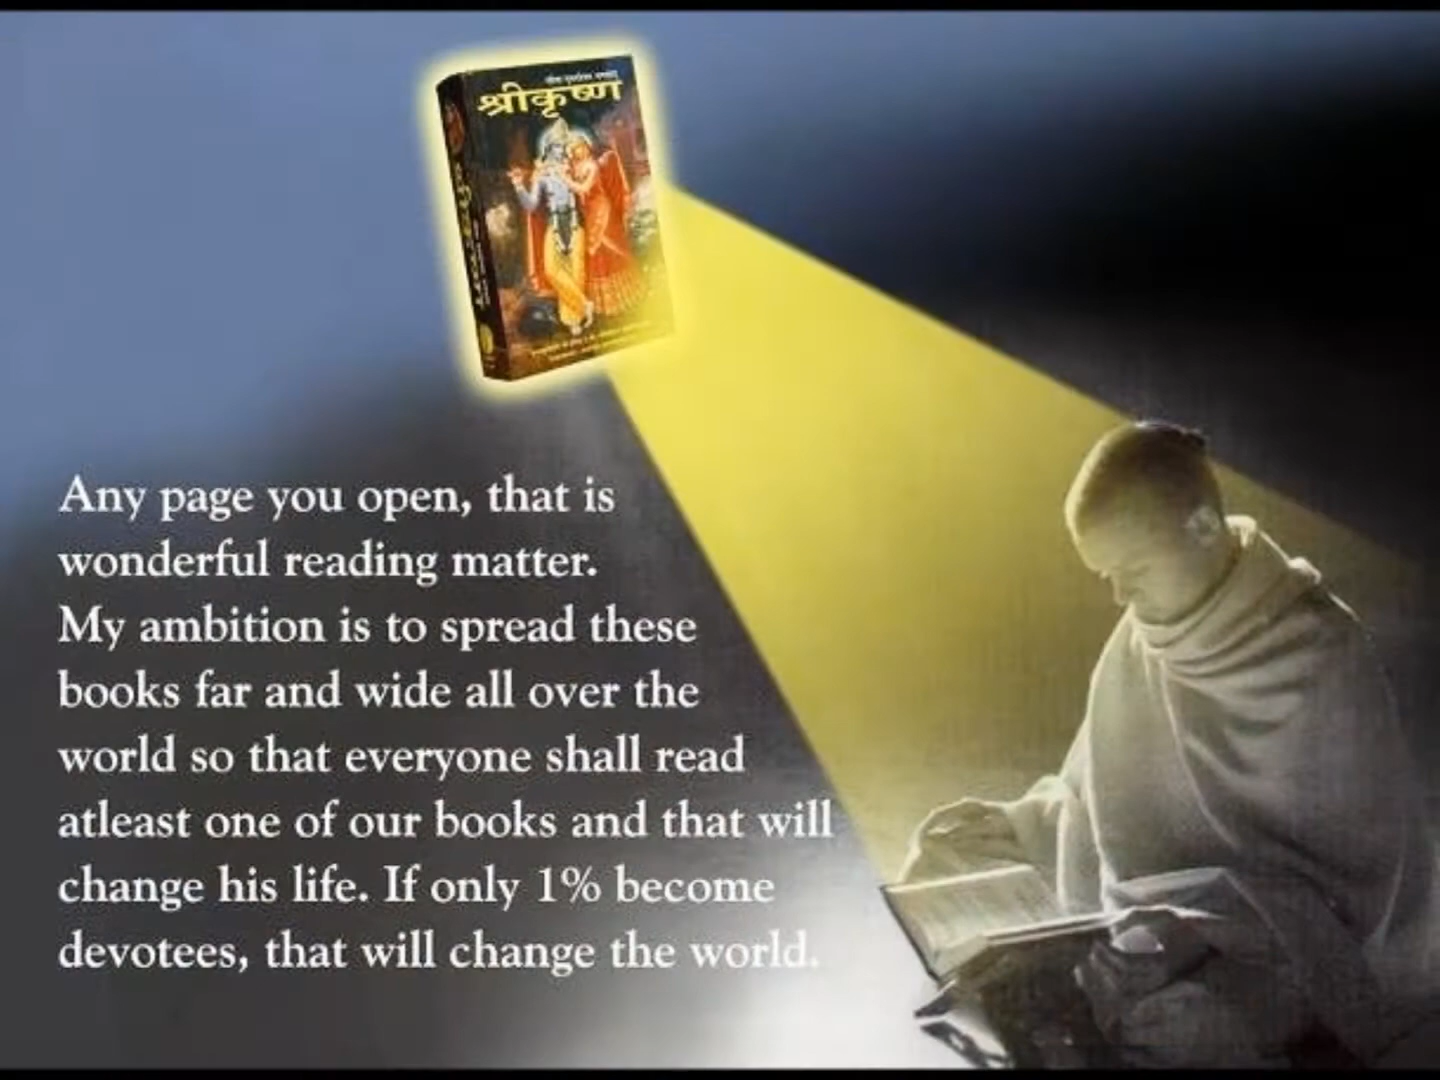 श्रीकृष्ण
Any page you open, that is
wonderful reading matter.
My ambition is to spread these
books far and wide all over the
world so that everyone shall read
atleast one of our books and that will
change his life. If only 1% become
devotees, that will change the world.